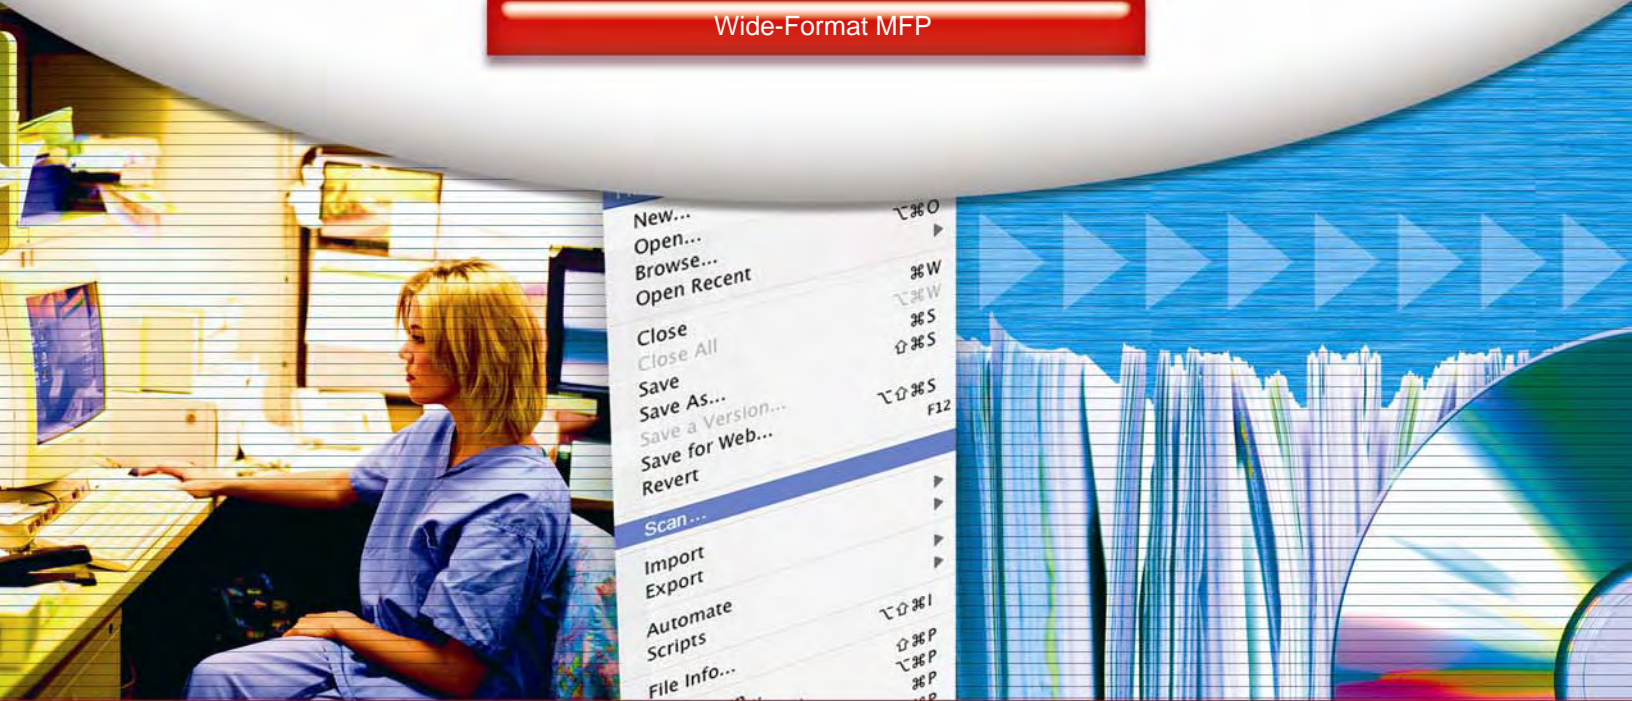 Wide-Format MFP
New... ⌥⌘O
Open...
Browse...
Open Recent ⌘W
⌥⌘W
Close ⌘S
Close All ⇧⌘S
Save
Save As... ⌥⇧⌘S
Save a Version... F12
Save for Web...
Revert
Scan...
Import
Export
Automate
Scripts ⌥⇧⌘I
⇧⌘P
File Info... ⌥⌘P
⌘P